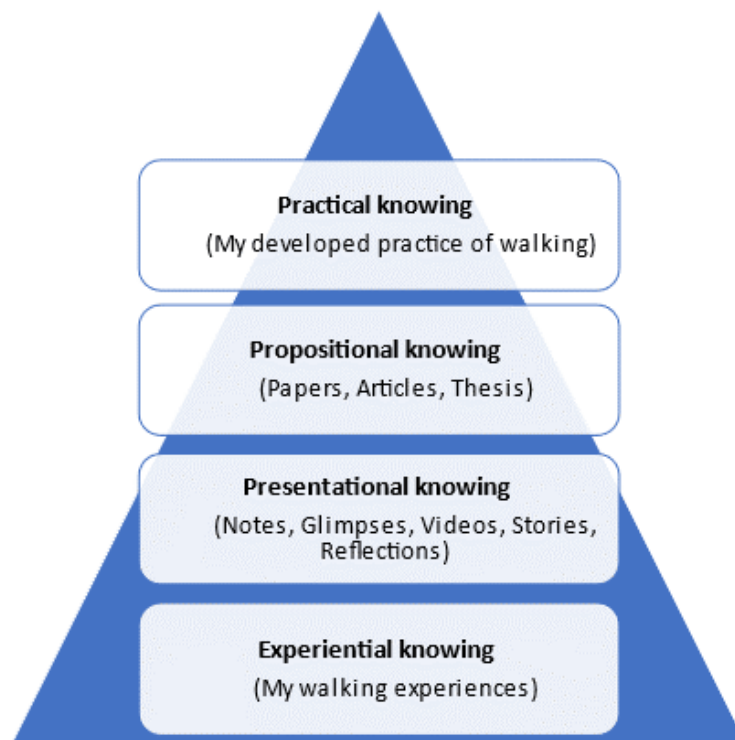 Practical knowing
(My developed practice of walking)
Propositional knowing
(Papers, Articles, Thesis)
Presentational knowing
(Notes, Glimpses, Videos, Stories,
Reflections)
Experiential knowing
(My walking experiences)